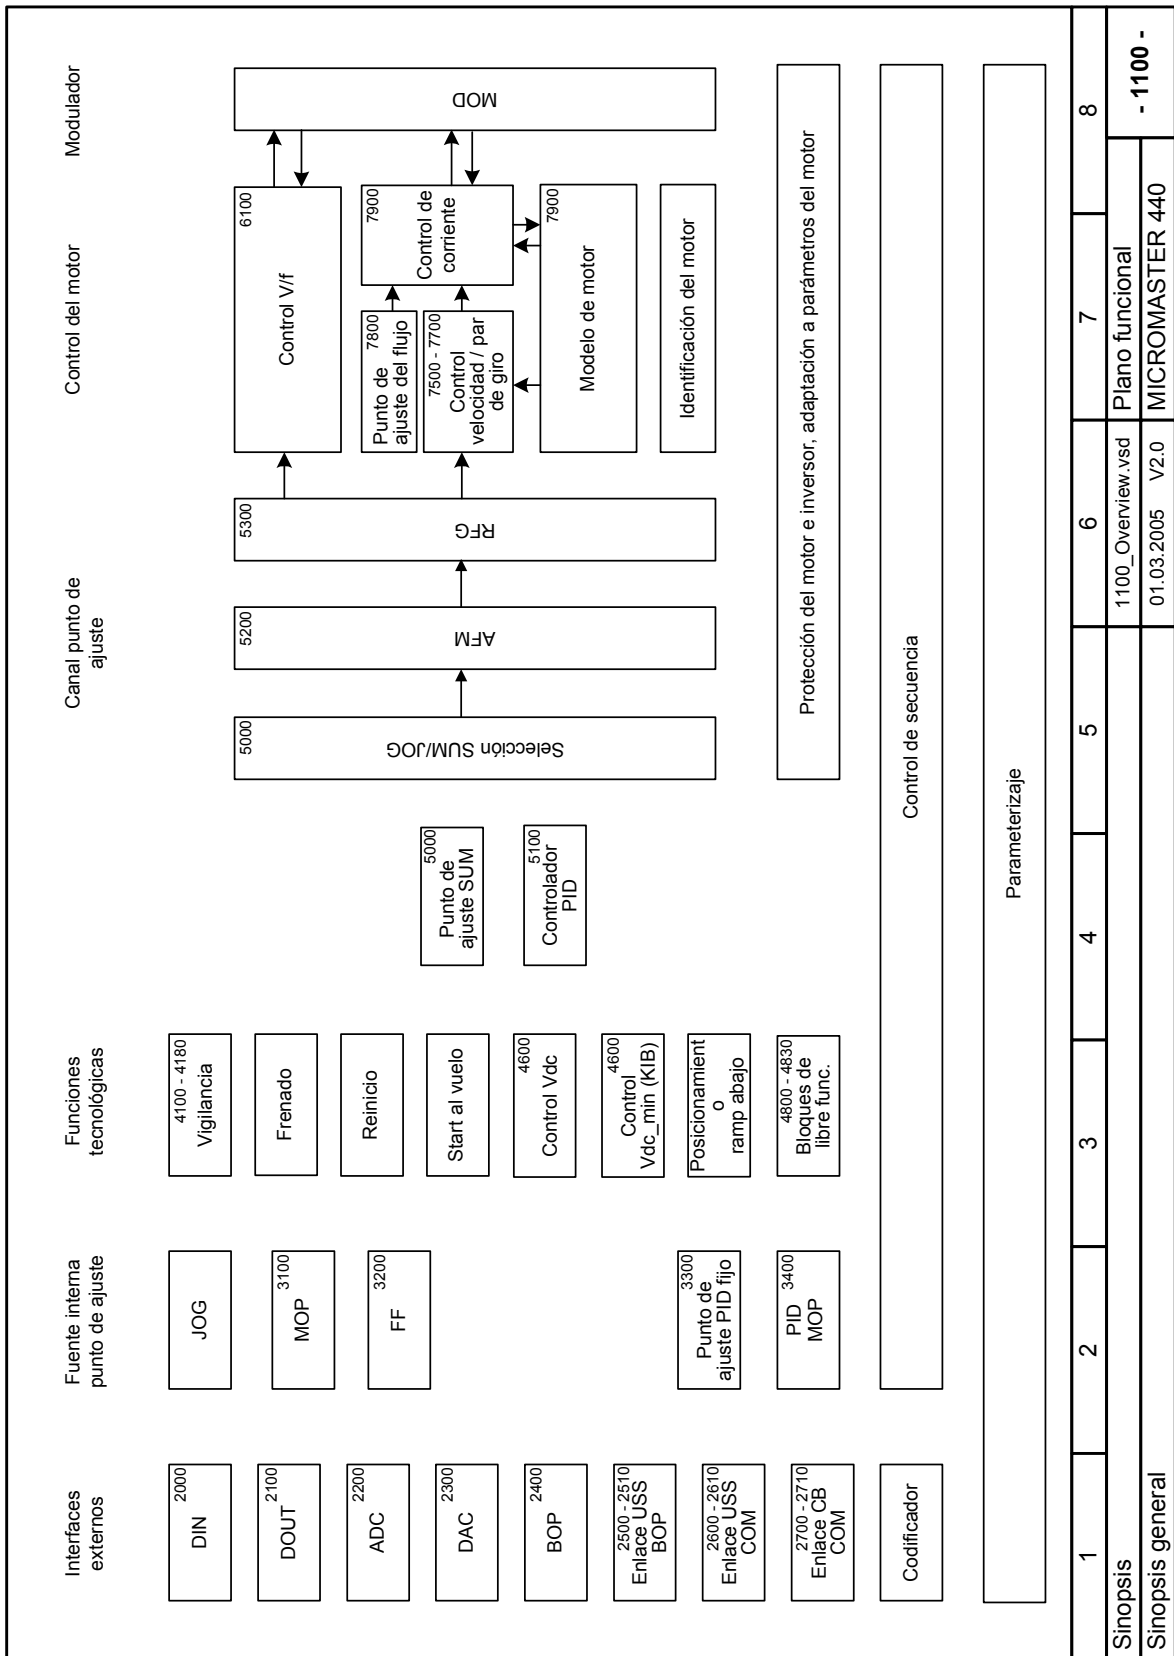 Interfaces
externos
Fuente interna
punto de ajuste
Funciones
tecnológicas
Canal punto de
ajuste
Control del motor
Modulador
2000
DIN
2100
DOUT
2200
ADC
2300
DAC
2400
BOP
2500 - 2510
Enlace USS
BOP
2600 - 2610
Enlace USS
COM
2700 - 2710
Enlace CB
COM
Codificador
JOG
3100
MOP
3200
FF
3300
Punto de
ajuste PID fijo
3400
PID
MOP
4100 - 4180
Vigilancia
Frenado
Reinicio
Start al vuelo
4600
Control Vdc
4600
Control
Vdc_min (KIB)
Posicionamient
o
ramp abajo
4800 - 4830
Bloques de
libre func.
5000
Punto de
ajuste SUM
5100
Controlador
PID
5000
Selección SUM/JOG
5200
AFM
5300
RFG
6100
Control V/f
7800
Punto de
ajuste del flujo
7500 - 7700
Control
velocidad / par
de giro
7900
Control de
corriente
7900
Modelo de motor
Identificación del motor
MOD
Protección del motor e inversor, adaptación a parámetros del motor
Control de secuencia
Parameterizaje
1 2 3 4 5 6 7 8
Sinopsis
1100_Overview.vsd
Plano funcional
- 1100 -
Sinopsis general
01.03.2005 V2.0
MICROMASTER 440